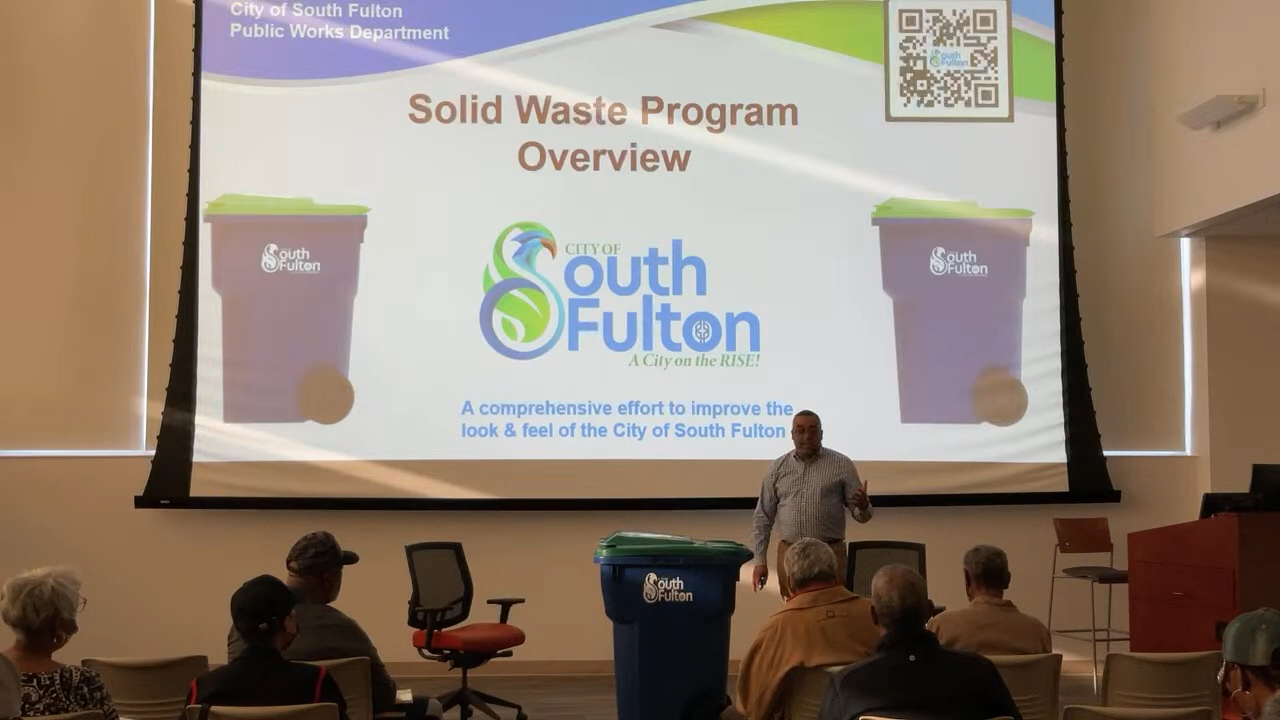 City of South Fulton
Public Works Department
South
Fulton
Solid Waste Program
Overview
South
Fulton
South
Fulton
CITY OF
South
Fulton
A City on the RISE!
A comprehensive effort to improve the
look & feel of the City of South Fulton
South
Fulton